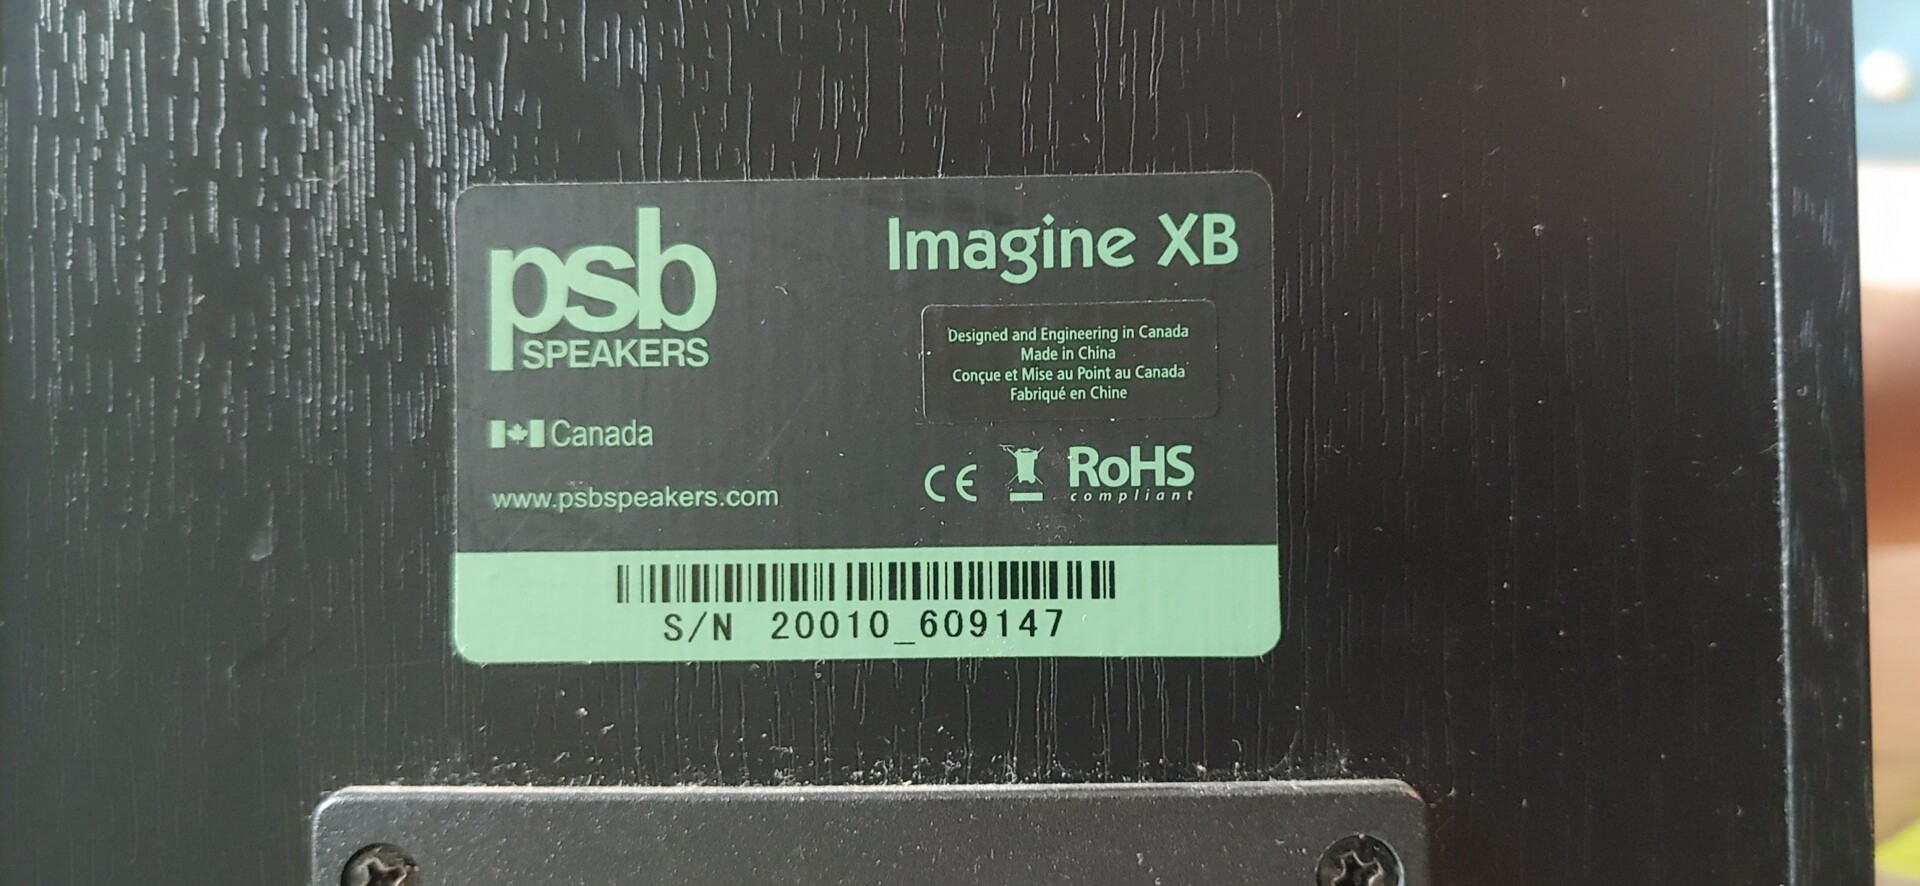 psb
SPEAKERS
Canada
www.psbspeakers.com
Imagine XB
Designed and Engineering in Canada
Made in China
Conçue et Mise au Point au Canada
Fabriqué en Chine
CE
RoHS
compliant
S/N 20010_609147